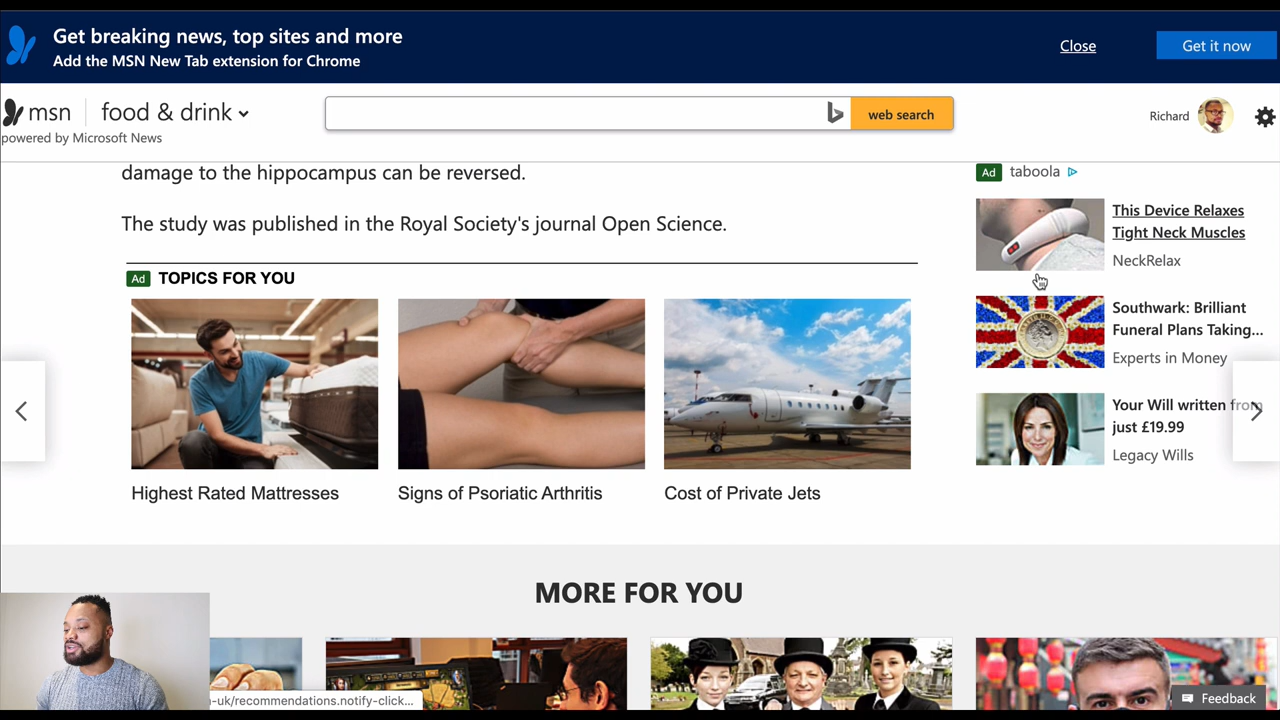 Get breaking news, top sites and more
Add the MSN New Tab extension for Chrome
Close
Get it now
msn
food & drink
powered by Microsoft News
web search
Richard
damage to the hippocampus can be reversed.
The study was published in the Royal Society's journal Open Science.
Ad TOPICS FOR YOU
Highest Rated Mattresses
Signs of Psoriatic Arthritis
Cost of Private Jets
Ad taboola
This Device Relaxes
Tight Neck Muscles
NeckRelax
Southwark: Brilliant
Funeral Plans Taking...
Experts in Money
Your Will written from
just £19.99
Legacy Wills
MORE FOR YOU
-uk/recommendations.notify-click...
Feedback